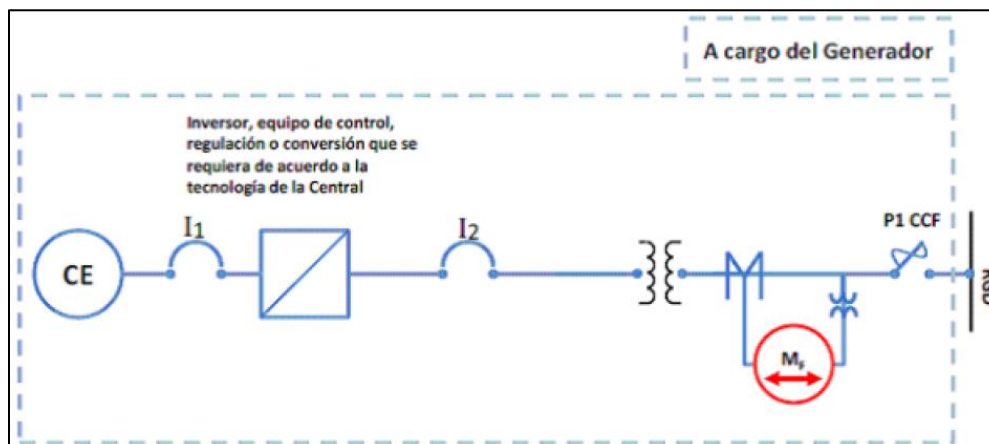 A cargo del Generador
Inversor, equipo de control,
regulación o conversión que se
requiera de acuerdo a la
tecnología de la Central
I1
I2
P1 CCF
CE
MF